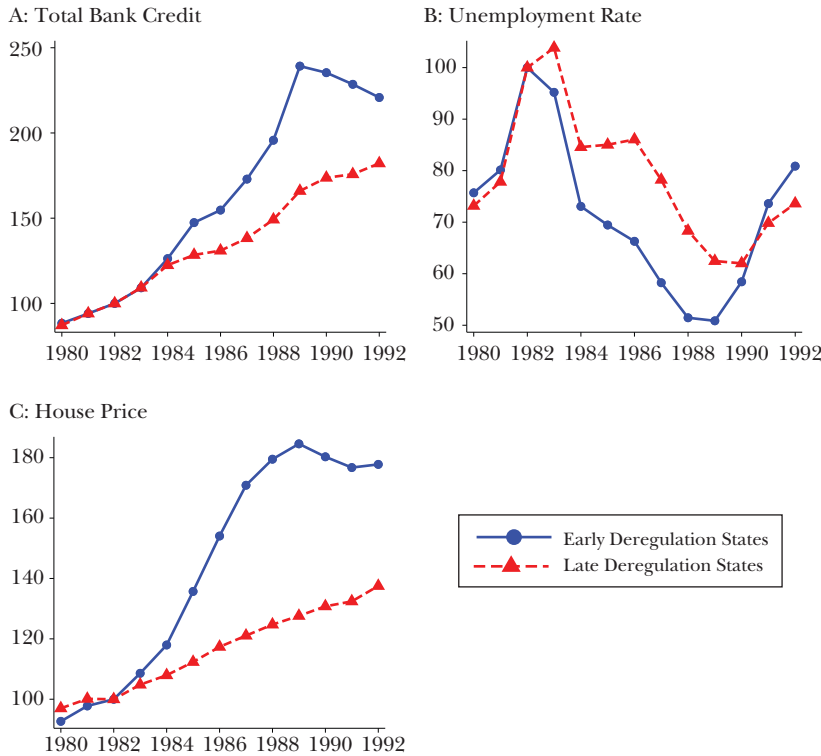 A: Total Bank Credit
250
200
150
100
1980 1982 1984 1986 1988 1990 1992
B: Unemployment Rate
100
90
80
70
60
50
1980 1982 1984 1986 1988 1990 1992
C: House Price
180
160
140
120
100
1980 1982 1984 1986 1988 1990 1992
Early Deregulation States
Late Deregulation States